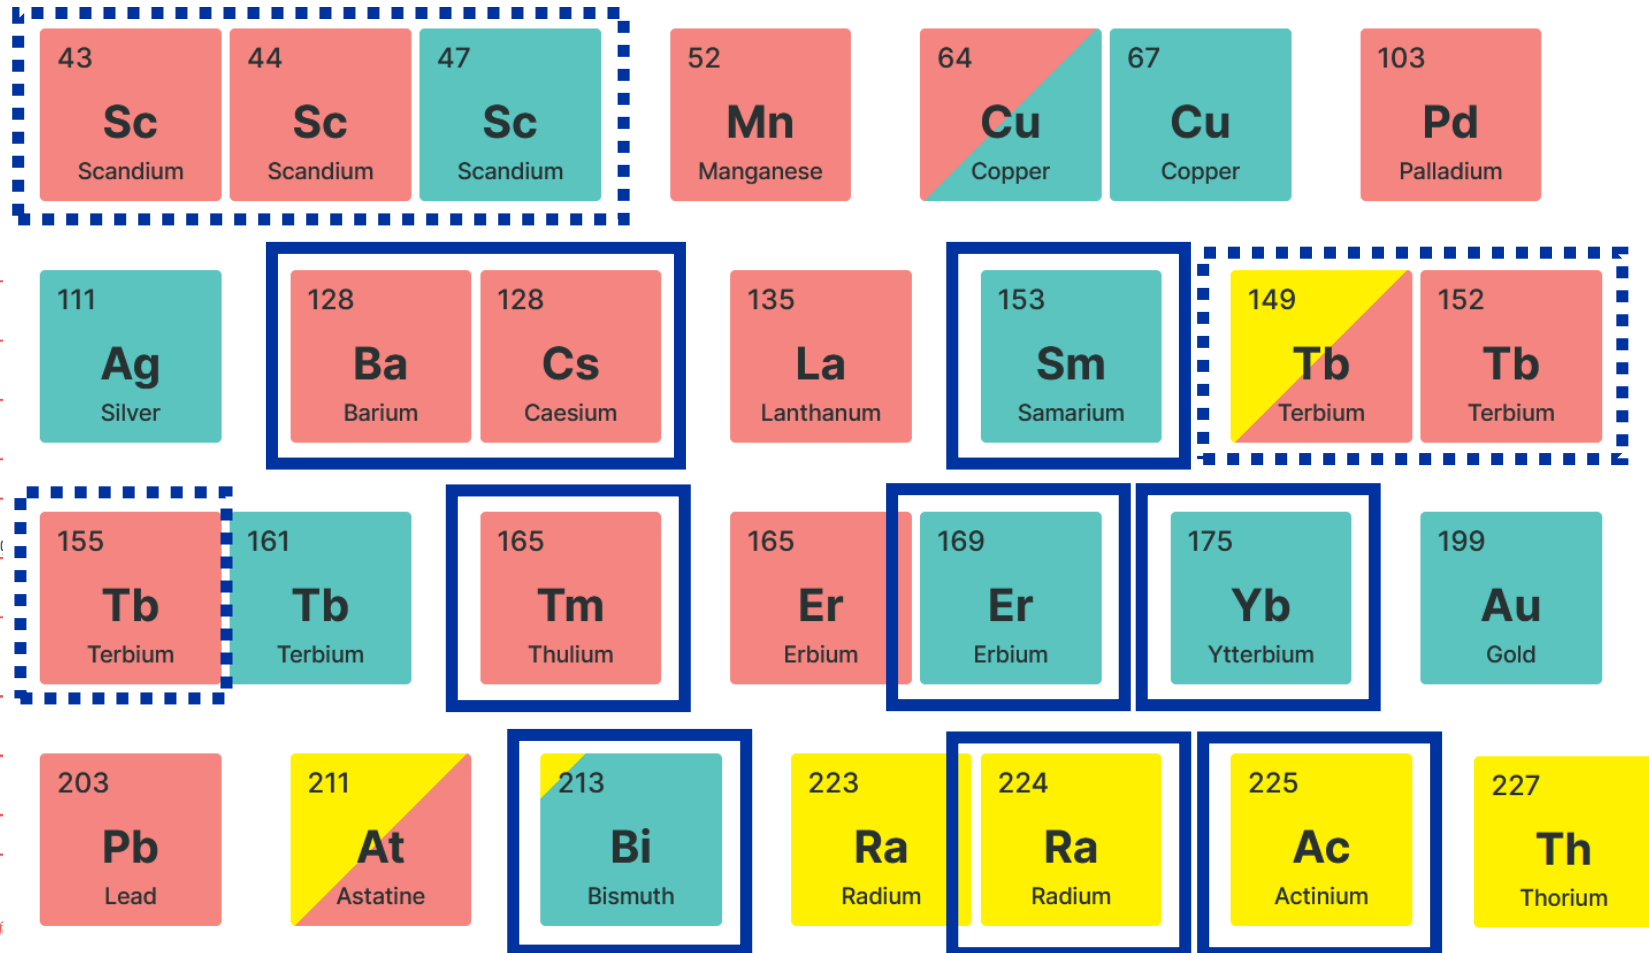 43 44 47 52 64 67 103
Sc Sc Sc Mn Cu Cu Pd
Scandium Scandium Scandium Manganese Copper Copper Palladium
111 128 128 135 153 149 152
Ag Ba Cs La Sm Tb Tb
Silver Barium Caesium Lanthanum Samarium Terbium Terbium
155 161 165 165 169 175 199
Tb Tb Tm Er Er Yb Au
Terbium Terbium Thulium Erbium Erbium Ytterbium Gold
203 211 213 223 224 225 227
Pb At Bi Ra Ra Ac Th
Lead Astatine Bismuth Radium Radium Actinium Thorium